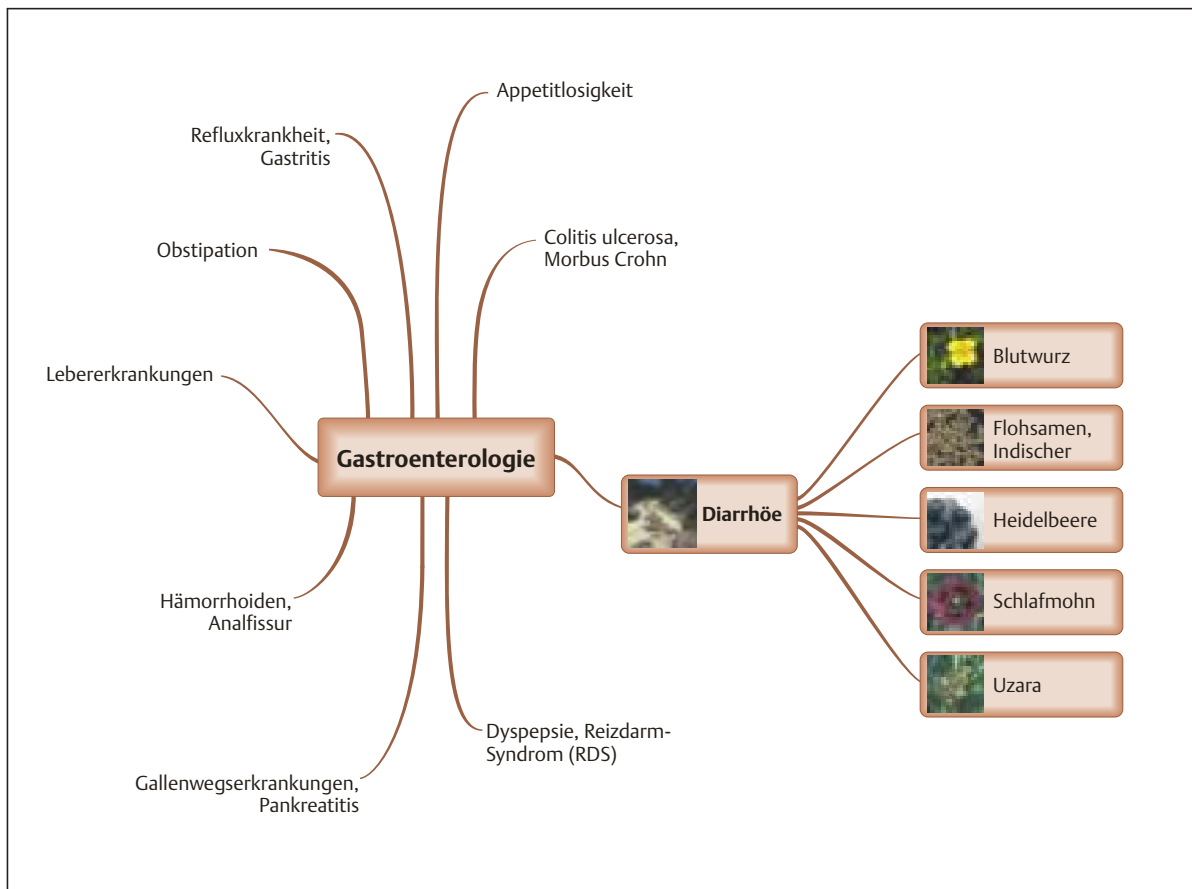 Appetitlosigkeit
Refluxkrankheit,
Gastritis
Colitis ulcerosa,
Morbus Crohn
Obstipation
Lebererkrankungen
Gastroenterologie
Diarrhöe
Blutwurz
Flohsamen,
Indischer
Heidelbeere
Schlafmohn
Uzara
Hämorrhoiden,
Analfissur
Dyspepsie, Reizdarm-
Syndrom (RDS)
Gallenwegserkrankungen,
Pankreatitis